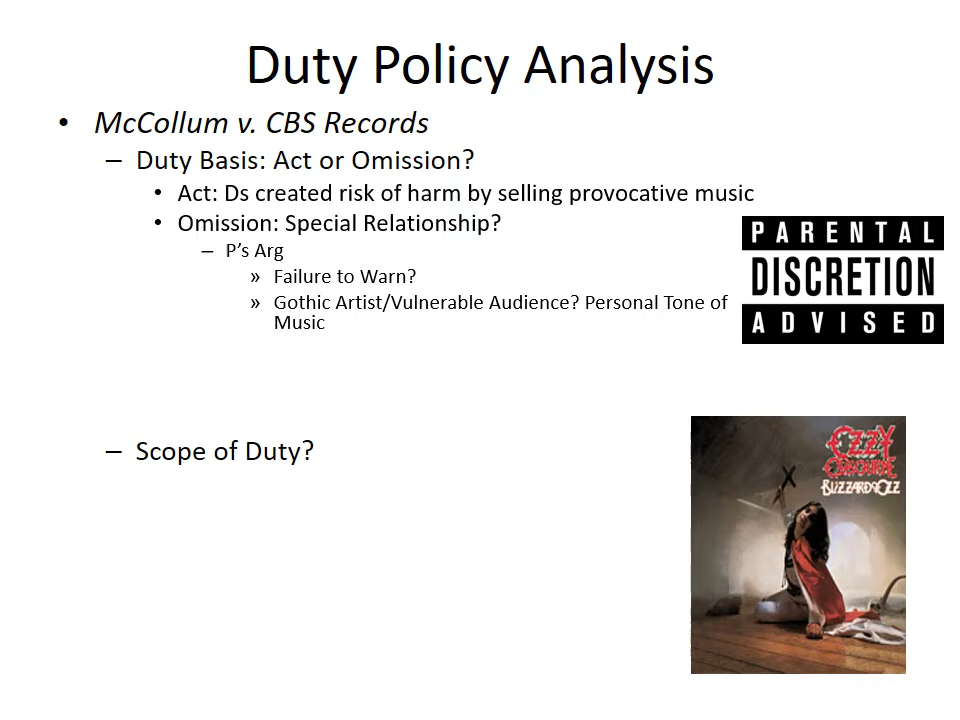 Duty Policy Analysis
• McCollum v. CBS Records
– Duty Basis: Act or Omission?
• Act: Ds created risk of harm by selling provocative music
• Omission: Special Relationship?
– P’s Arg
» Failure to Warn?
» Gothic Artist/Vulnerable Audience? Personal Tone of
Music
PARENTAL
DISCRETION
ADVISED
– Scope of Duty?
OZZY
OSBOURNE
BLIZZARD OF OZZ